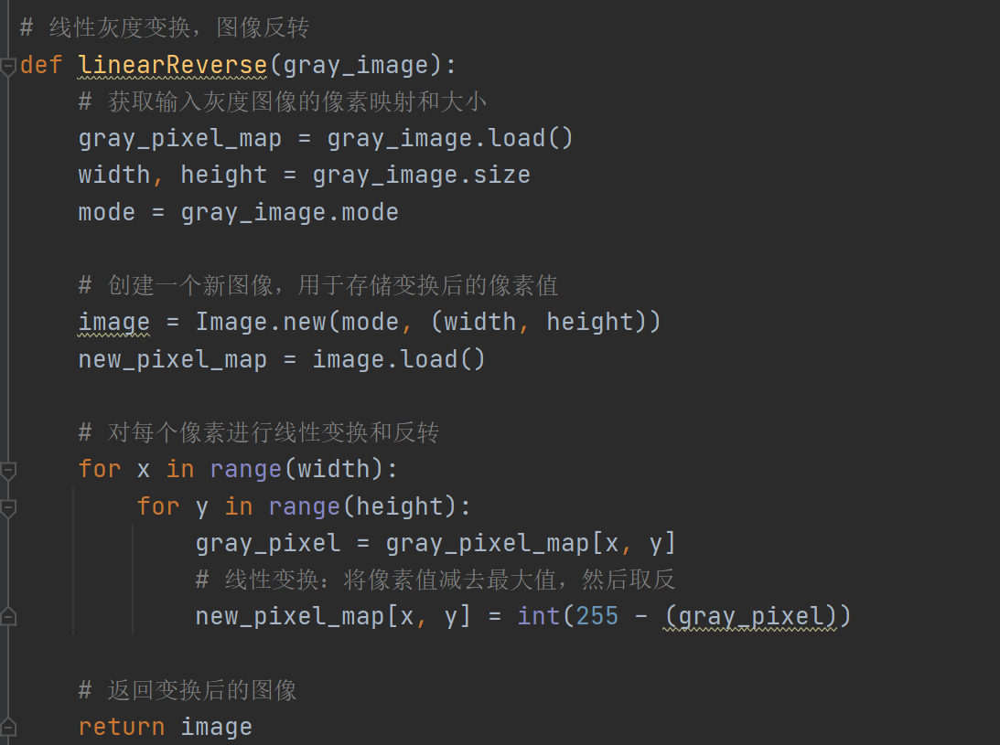 # 线性灰度变换，图像反转
def linearReverse(gray_image):
    # 获取输入灰度图像的像素映射和大小
    gray_pixel_map = gray_image.load()
    width, height = gray_image.size
    mode = gray_image.mode
    # 创建一个新图像，用于存储变换后的像素值
    image = Image.new(mode, (width, height))
    new_pixel_map = image.load()
    # 对每个像素进行线性变换和反转
    for x in range(width):
        for y in range(height):
            gray_pixel = gray_pixel_map[x, y]
            # 线性变换：将像素值减去最大值，然后取反
            new_pixel_map[x, y] = int(255 - (gray_pixel))
    # 返回变换后的图像
    return image